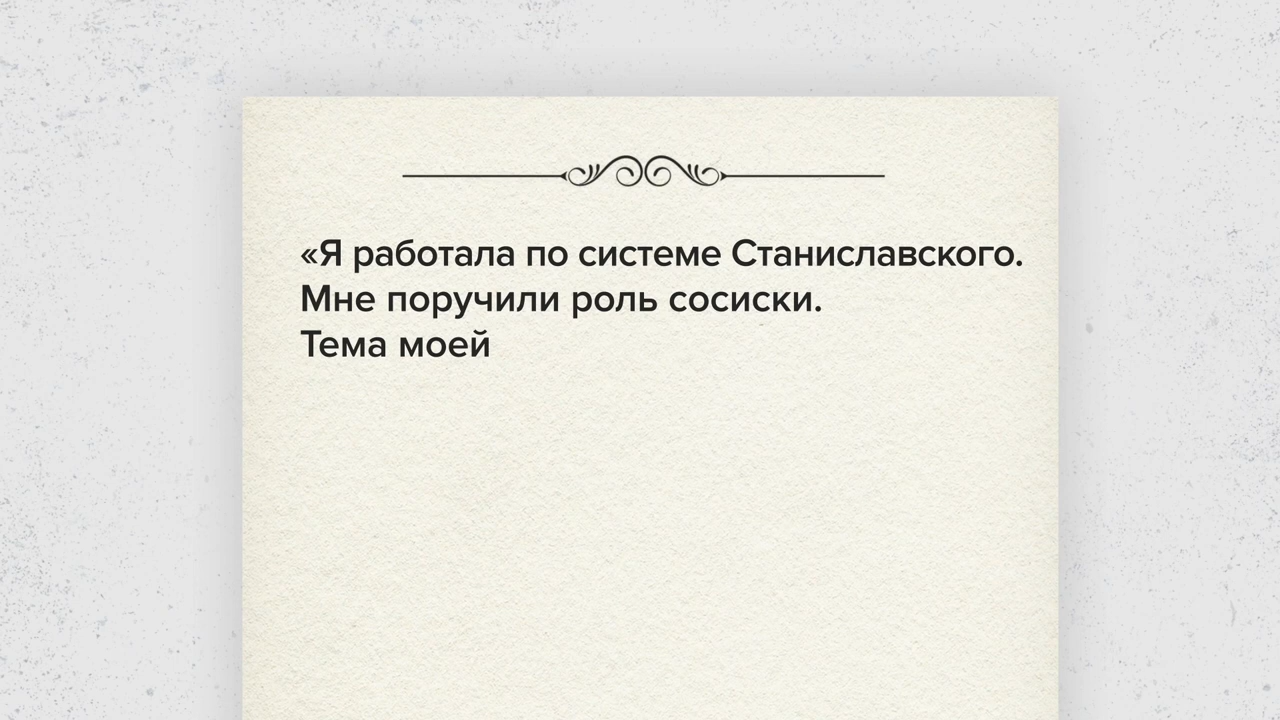 «Я работала по системе Станиславского.
Мне поручили роль сосиски.
Тема моей